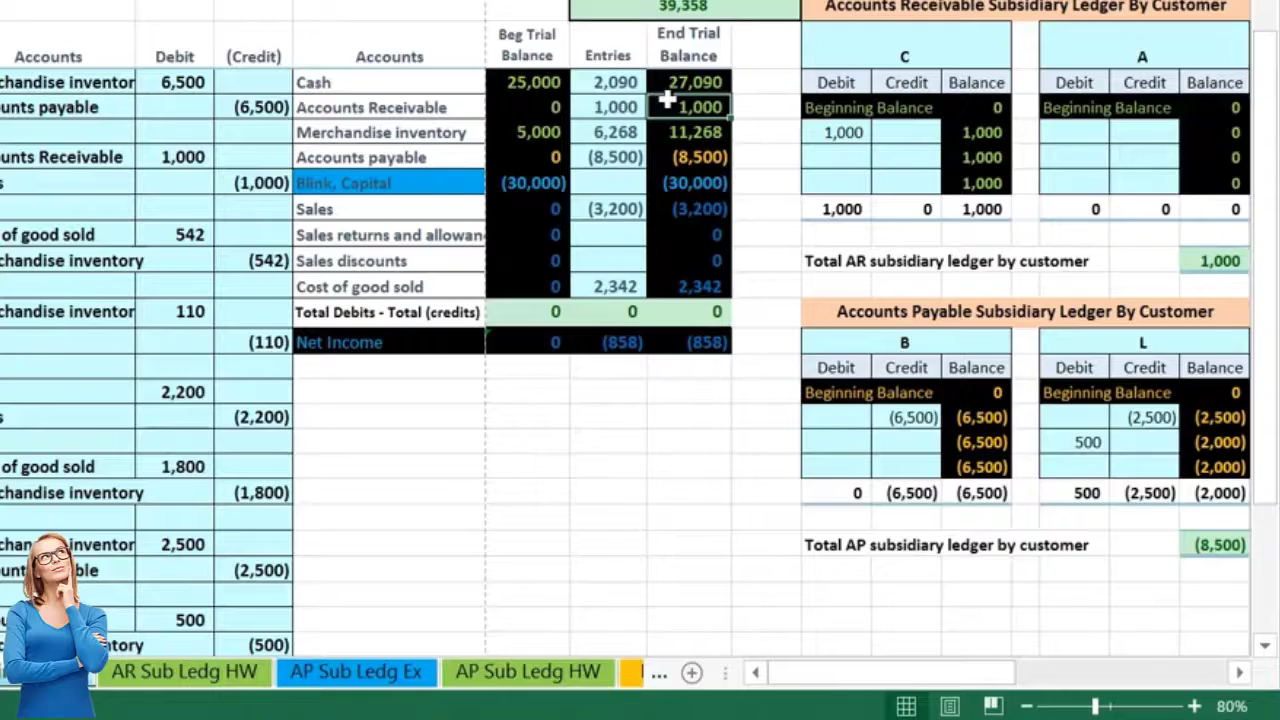 39,358 Accounts Receivable Subsidiary Ledger By Customer
Accounts Debit (Credit) Accounts Beg Trial Balance Entries End Trial Balance C A
chandise inventor 6,500 Cash 25,000 2,090 27,090 Debit Credit Balance Debit Credit Balance
ounts payable (6,500) Accounts Receivable 0 1,000 1,000 Beginning Balance 0 Beginning Balance 0
Merchandise inventory 5,000 6,268 11,268 1,000 1,000 0
unts Receivable 1,000 Accounts payable 0 (8,500) (8,500) 1,000 0
s (1,000) Blink, Capital (30,000) (30,000) 1,000 0
Sales 0 (3,200) (3,200) 1,000 0 1,000 0 0 0
of good sold 542 Sales returns and allowan 0 0
chandise inventory (542) Sales discounts 0 0 Total AR subsidiary ledger by customer 1,000
Cost of good sold 0 2,342 2,342
chandise inventor 110 Total Debits - Total (credits) 0 0 0 Accounts Payable Subsidiary Ledger By Customer
(110) Net Income 0 (858) (858) B L
Debit Credit Balance Debit Credit Balance
2,200 Beginning Balance 0 Beginning Balance 0
s (2,200) (6,500) (6,500) (2,500) (2,500)
(6,500) 500 (2,000)
of good sold 1,800 (6,500) (2,000)
chandise inventory (1,800) 0 (6,500) (6,500) 500 (2,500) (2,000)
chan inventor 2,500 Total AP subsidiary ledger by customer (8,500)
ount ble (2,500)
500
ntory (500)
AR Sub Ledg HW AP Sub Ledg Ex AP Sub Ledg HW ...
80%